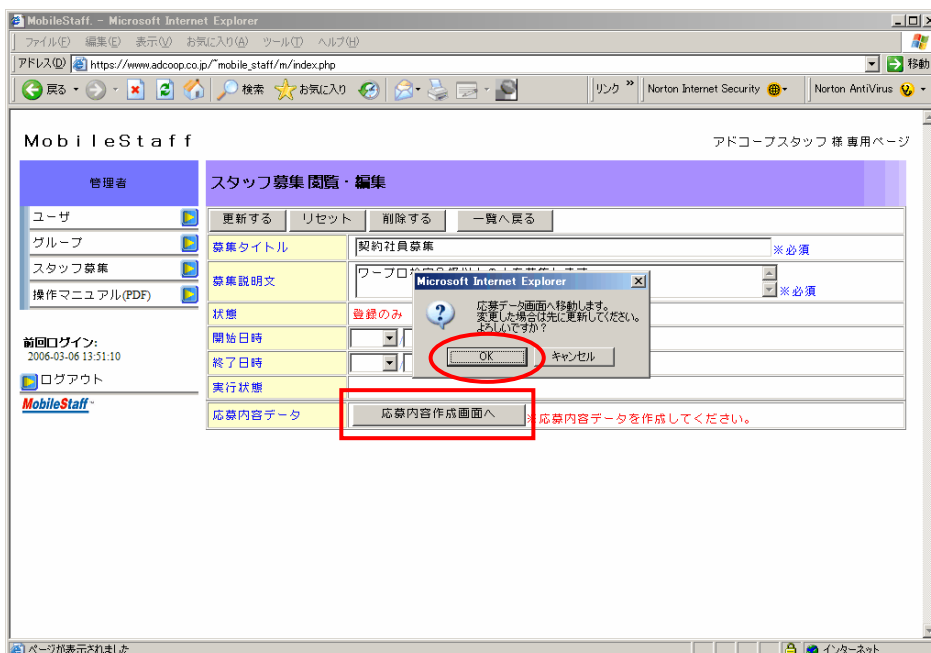 MobileStaff. - Microsoft Internet Explorer
ファイル(F) 編集(E) 表示(V) お気に入り(A) ツール(T) ヘルプ(H)
アドレス(D) https://www.adcoop.co.jp/~mobile_staff/m/index.php 移動
戻る 検索 お気に入り リンク » Norton Internet Security Norton AntiVirus
MobileStaff
アドコープスタッフ 様 専用ページ
管理者
ユーザ
グループ
スタッフ募集
操作マニュアル(PDF)
前回ログイン:
2006-03-06 13:51:10
ログアウト
MobileStaff
スタッフ募集 閲覧・編集
更新する リセット 削除する 一覧へ戻る
募集タイトル 契約社員募集 ※必須
募集説明文 ワープロ ※必須
状態 登録のみ
開始日時 /
終了日時 /
実行状態
応募内容データ 応募内容作成画面へ ※応募内容データを作成してください。
Microsoft Internet Explorer
応募データ画面へ移動します。
変更した場合は先に更新してください。
よろしいですか?
OK キャンセル
ページが表示されました インターネット